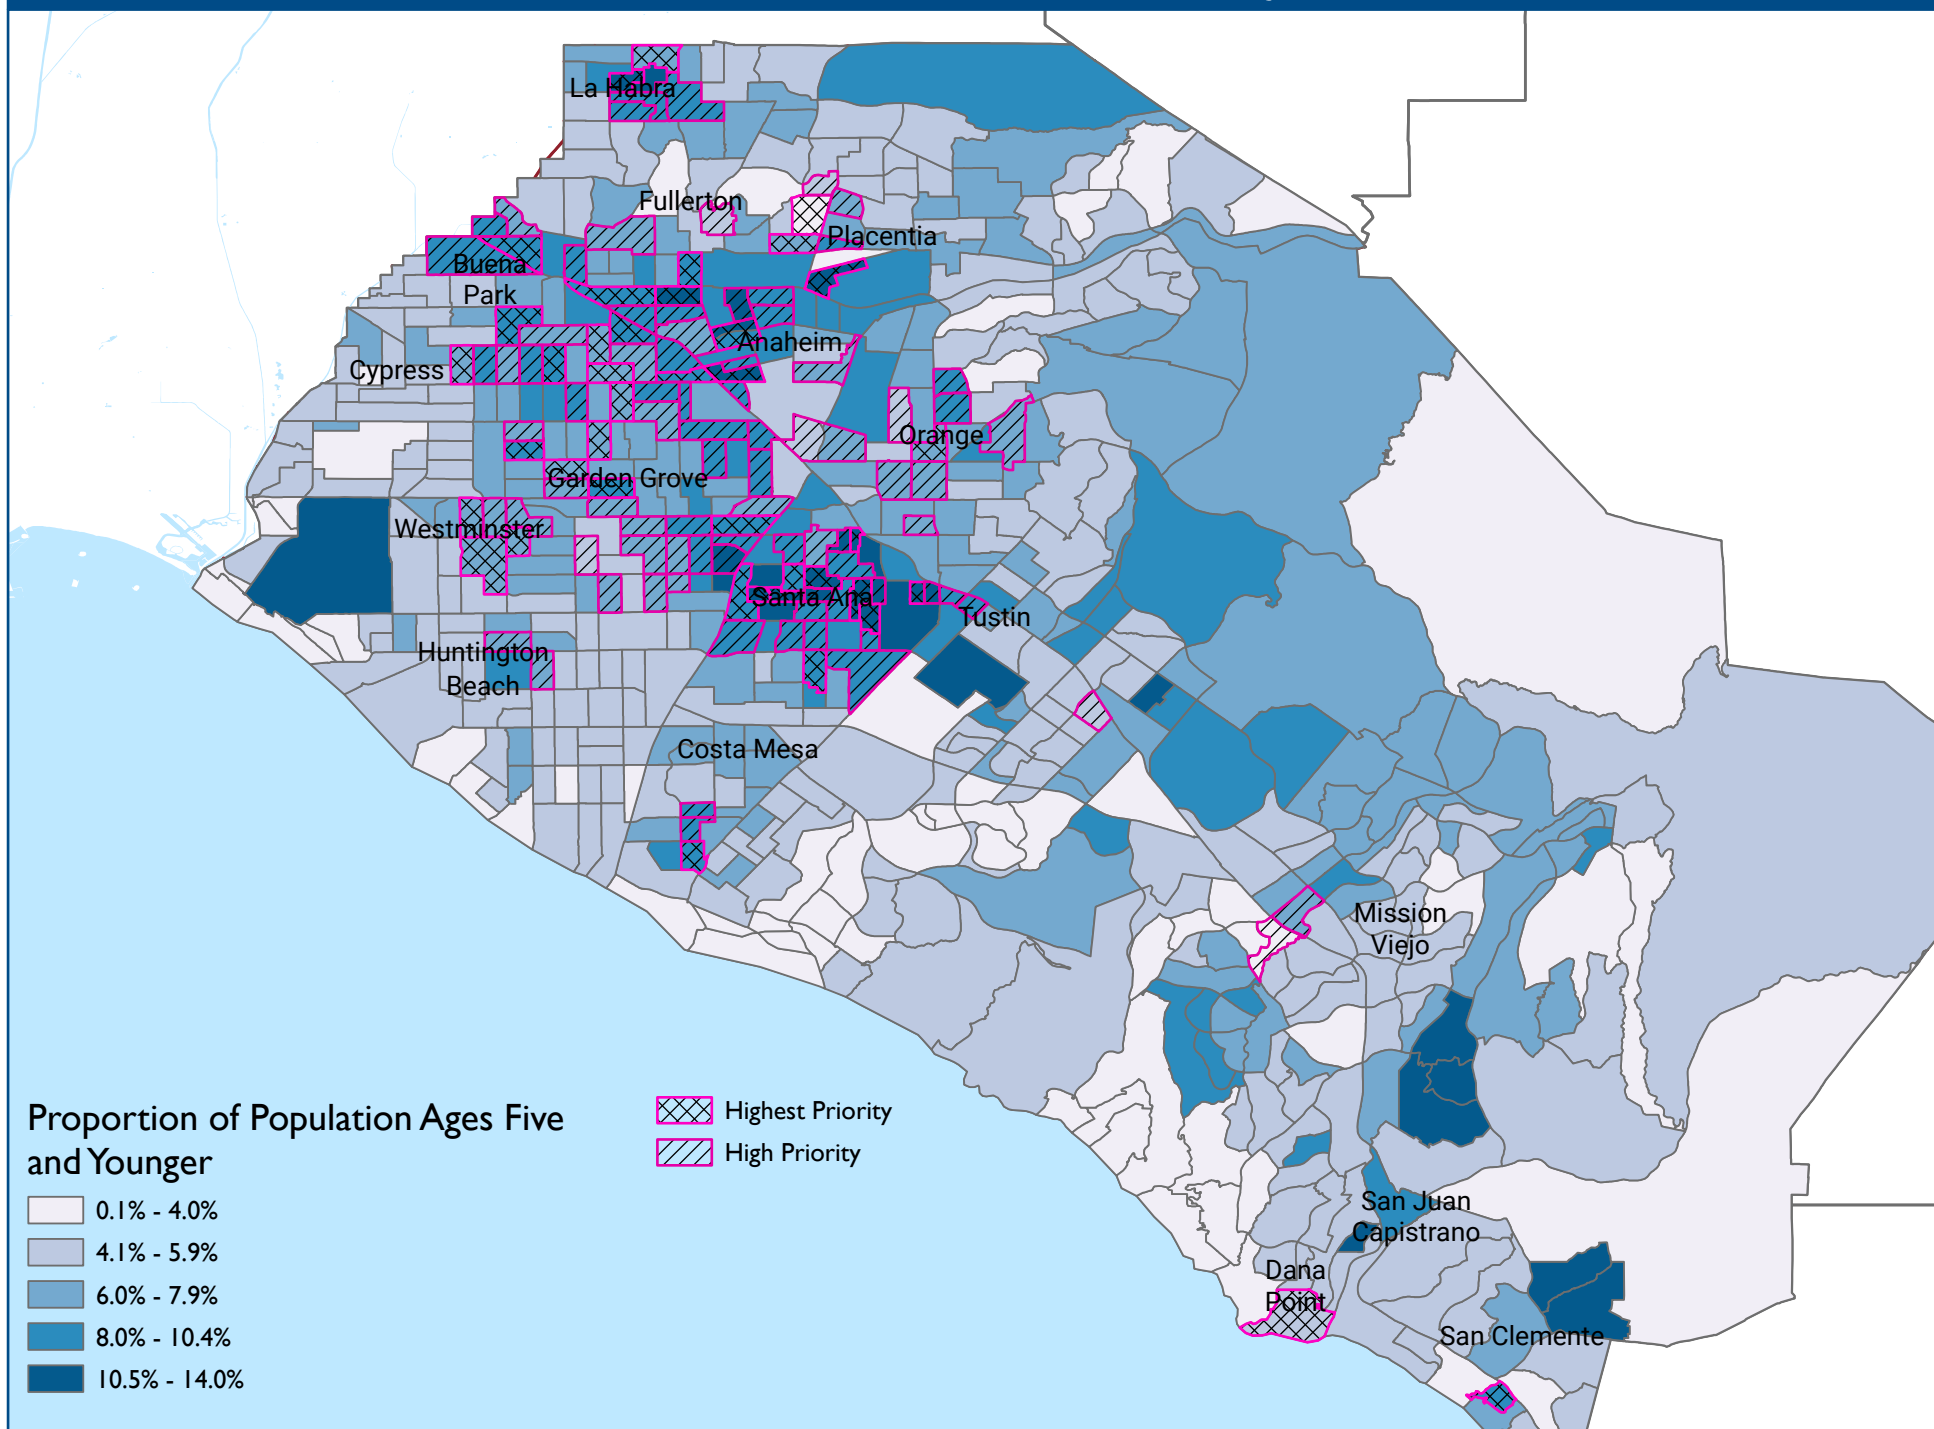 La Habra
Fullerton
Placentia
Buena
Park
Anaheim
Cypress
Orange
Garden Grove
Westminster
Santa Ana
Tustin
Huntington
Beach
Costa Mesa
Mission
Viejo
San Juan
Capistrano
Dana
Point
San Clemente
Proportion of Population Ages Five
and Younger
0.1% - 4.0%
4.1% - 5.9%
6.0% - 7.9%
8.0% - 10.4%
10.5% - 14.0%
Highest Priority
High Priority